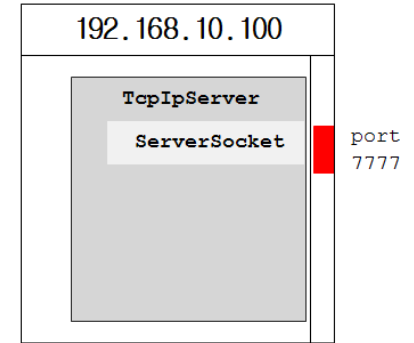 192.168.10.100
TcpIpServer
ServerSocket
port
7777